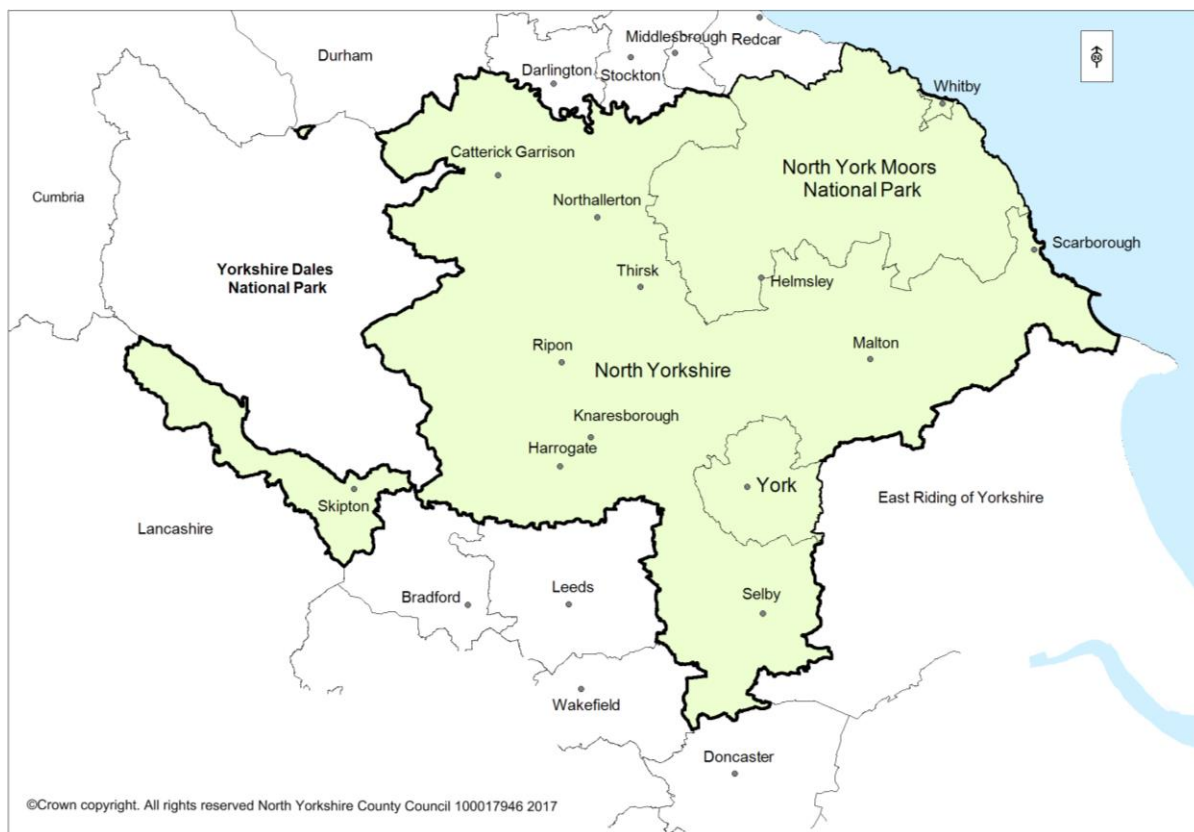 Durham
Middlesbrough
Redcar
Darlington
Stockton
Whitby
Catterick Garrison
North York Moors
National Park
Cumbria
Northallerton
Scarborough
Yorkshire Dales
National Park
Thirsk
Helmsley
Ripon
North Yorkshire
Malton
Knaresborough
Harrogate
York
Skipton
East Riding of Yorkshire
Lancashire
Bradford
Leeds
Selby
Wakefield
Doncaster
©Crown copyright. All rights reserved North Yorkshire County Council 100017946 2017